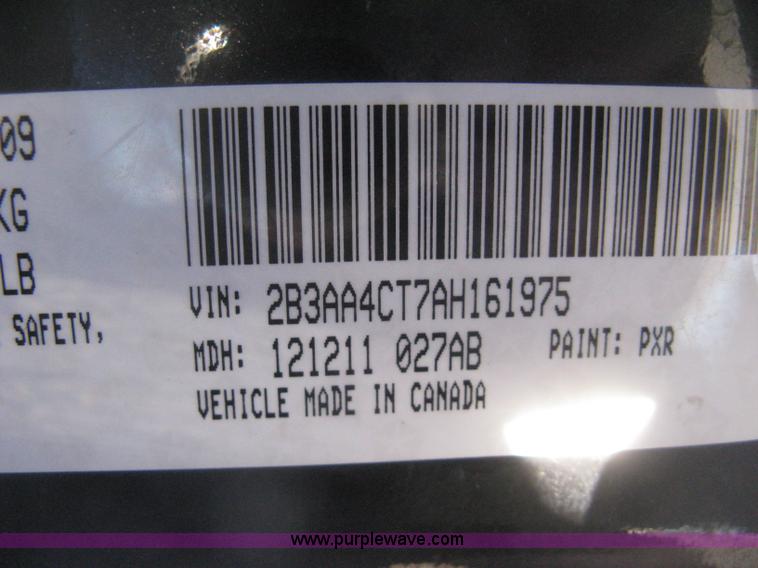 09
KG
LB
SAFETY,
VIN: 2B3AA4CT7AH161975
MDH: 121211 027AB PAINT: PXR
VEHICLE MADE IN CANADA
www.purplewave.com